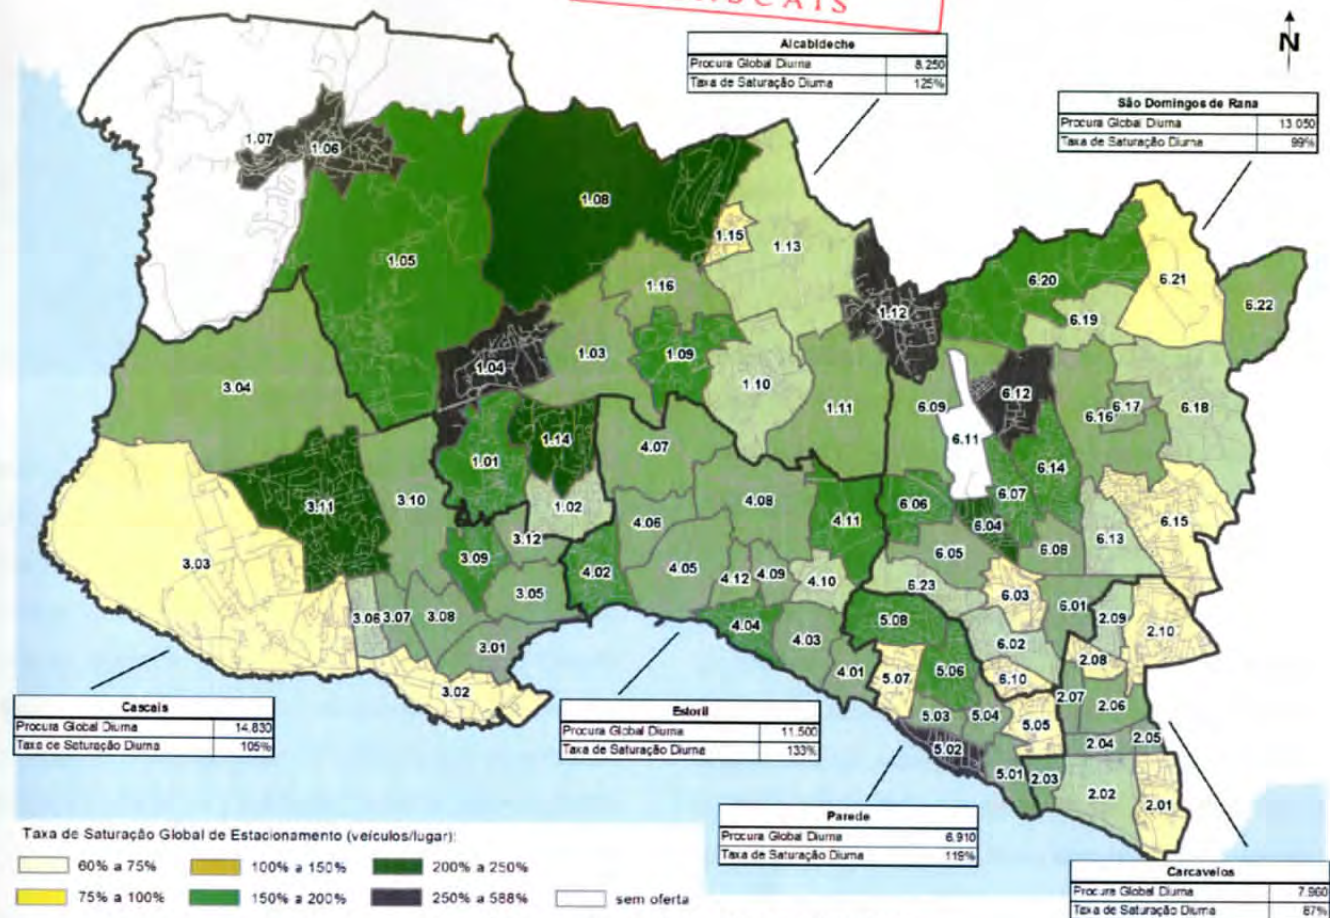 OCAIS
N
Alcabideche
Procura Global Diurna 8.250
Taxa de Saturação Diurna 125%
São Domingos de Rana
Procura Global Diurna 13.050
Taxa de Saturação Diurna 99%
1.07
1.06
1.08
1.15
1.13
1.05
1.16
1.12
6.20
6.21
6.22
6.19
1.04
1.03
1.09
1.10
1.11
3.04
6.09
6.12
6.11
6.16
6.17
6.18
1.14
1.01
4.07
6.14
3.11
3.10
1.02
4.08
6.06
6.07
6.15
4.06
4.11
6.04
3.12
6.13
3.03
3.09
4.02
4.05
4.12
4.09
4.10
6.05
6.08
6.23
3.05
6.03
6.01
3.06
3.07
3.08
4.04
4.03
5.08
6.02
2.09
2.10
3.01
4.01
5.07
5.06
6.10
2.08
3.02
2.07
2.06
5.03
5.04
5.05
5.02
2.04
2.05
5.01
2.03
2.02
2.01
Cascais
Procura Global Diurna 14.830
Taxa de Saturação Diurna 105%
Estoril
Procura Global Diurna 11.500
Taxa de Saturação Diurna 133%
Parede
Procura Global Diurna 6.910
Taxa de Saturação Diurna 119%
Carcavelos
Procura Global Diurna 7.960
Taxa de Saturação Diurna 87%
Taxa de Saturação Global de Estacionamento (veículos/lugar):
60% a 75%
100% a 150%
200% a 250%
75% a 100%
150% a 200%
250% a 588%
sem oferta